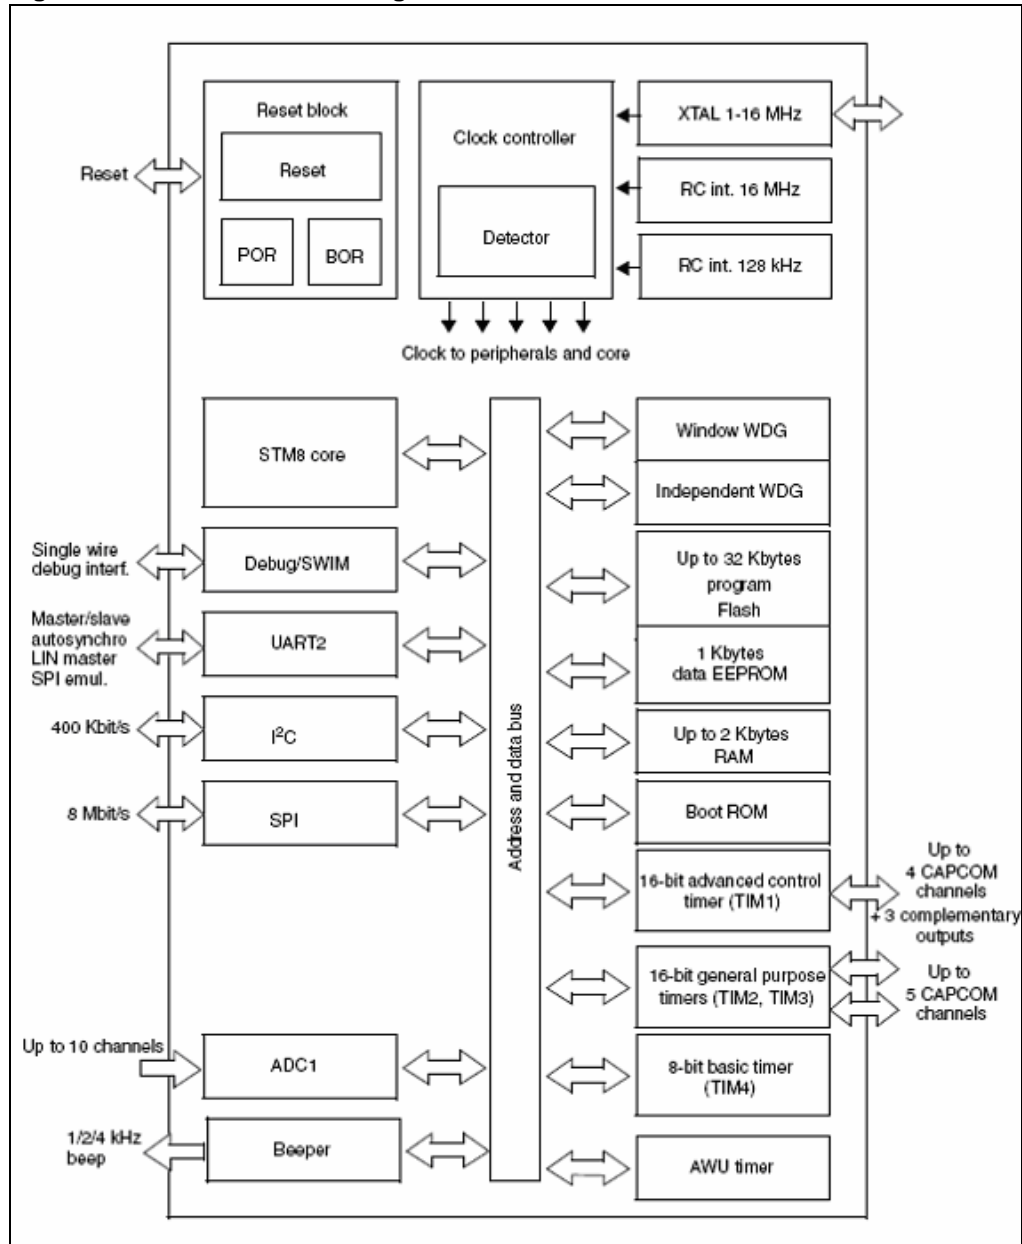 Reset block
Reset
POR
BOR
Reset
Clock controller
Detector
XTAL 1-16 MHz
RC int. 16 MHz
RC int. 128 kHz
Clock to peripherals and core
STM8 core
Single wire
debug interf.
Debug/SWIM
Master/slave
autosynchro
LIN master
SPI emul.
UART2
400 Kbit/s
I²C
8 Mbit/s
SPI
Up to 10 channels
ADC1
1/2/4 kHz
beep
Beeper
Address and data bus
Window WDG
Independent WDG
Up to 32 Kbytes
program
Flash
1 Kbytes
data EEPROM
Up to 2 Kbytes
RAM
Boot ROM
16-bit advanced control
timer (TIM1)
Up to
4 CAPCOM
channels
+ 3 complementary
outputs
16-bit general purpose
timers (TIM2, TIM3)
Up to
5 CAPCOM
channels
8-bit basic timer
(TIM4)
AWU timer